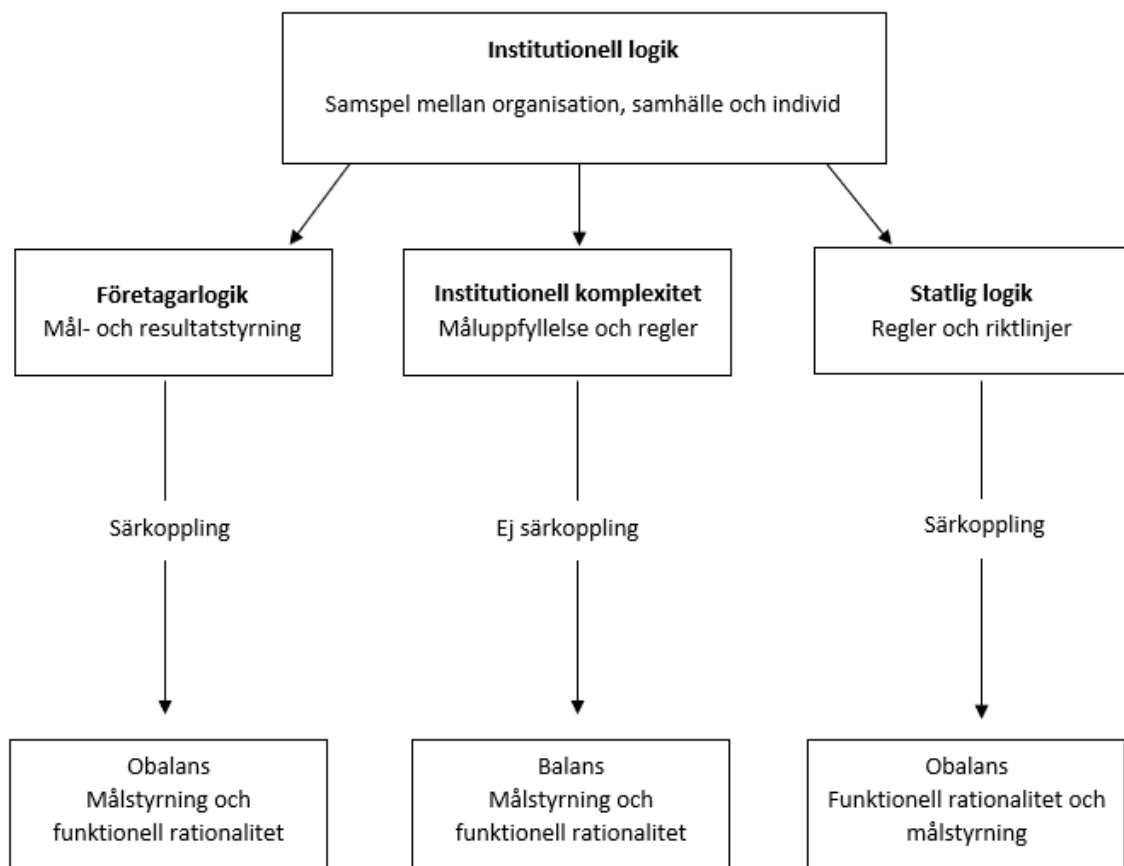 Institutionell logik
Samspel mellan organisation, samhälle och individ
Företagarlogik
Mål- och resultatstyrning
Institutionell komplexitet
Måluppfyllelse och regler
Statlig logik
Regler och riktlinjer
Särkoppling
Ej särkoppling
Särkoppling
Obalans
Målstyrning och
funktionell rationalitet
Balans
Målstyrning och
funktionell rationalitet
Obalans
Funktionell rationalitet och
målstyrning